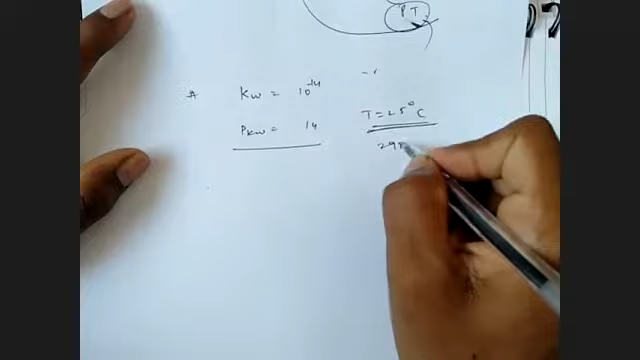 PT
# Kw = 10⁻¹⁴
T = 25°C
PKw = 14
298